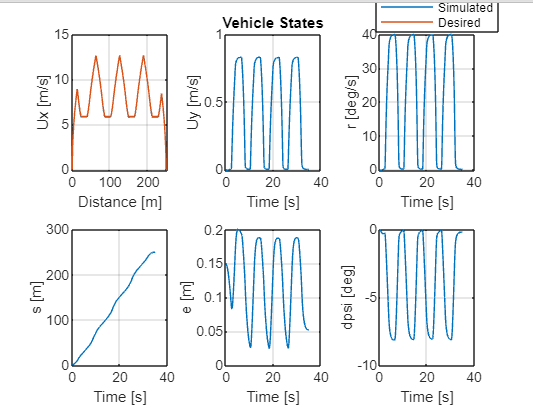 Vehicle States
Simulated
Desired
15
10
5
0
Ux [m/s]
0 100 200
Distance [m]
1
0.5
0
Uy [m/s]
0 20 40
Time [s]
40
30
20
10
0
r [deg/s]
0 20 40
Time [s]
300
200
100
0
s [m]
0 20 40
Time [s]
0.2
0.15
0.1
0.05
0
e [m]
0 20 40
Time [s]
0
-5
-10
dpsi [deg]
0 20 40
Time [s]